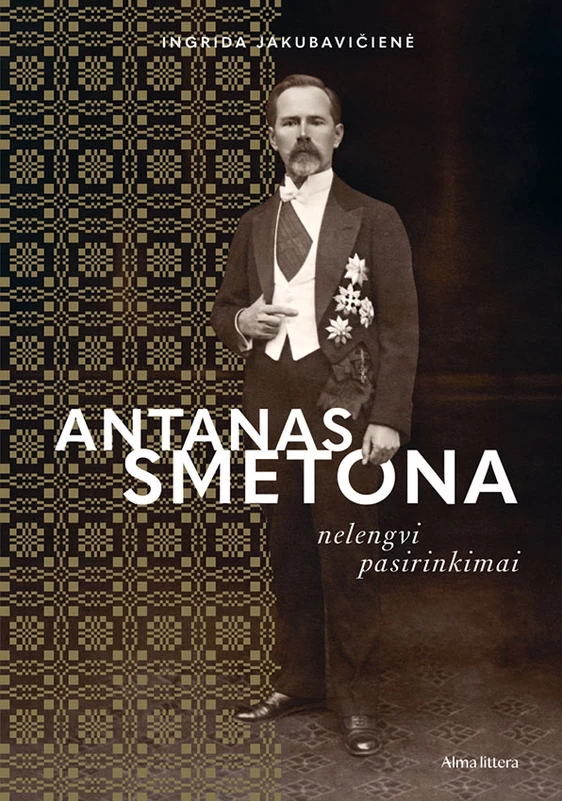 INGRIDA JAKUBAVIČIENĖ
ANTANAS
SMETONA
nelengvi
pasirinkimai
Alma littera